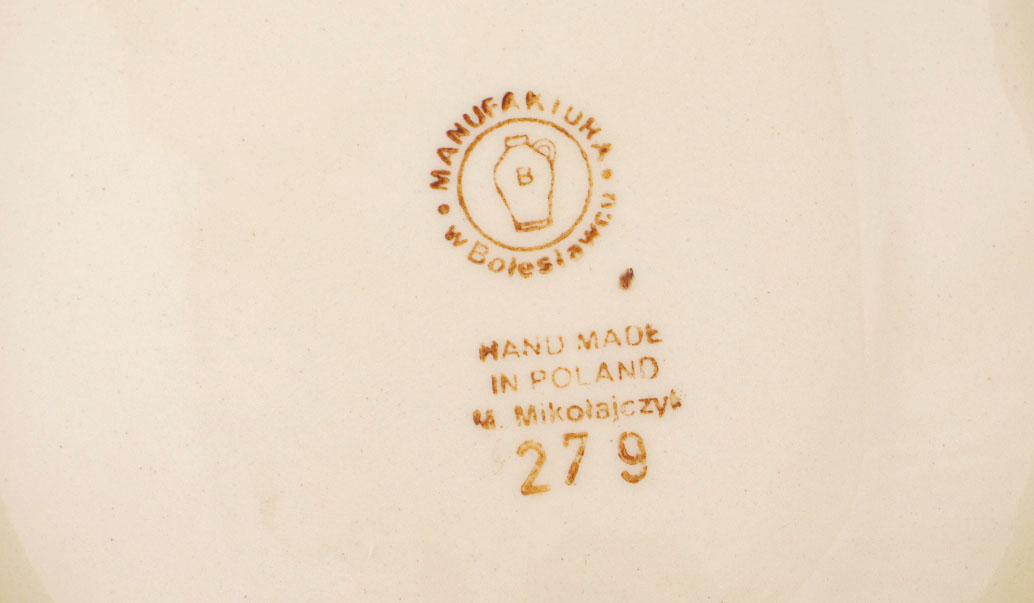 MANUFAKTURA
w Bolesławcu
B
HAND MADE
IN POLAND
M. Mikołajczyk
279